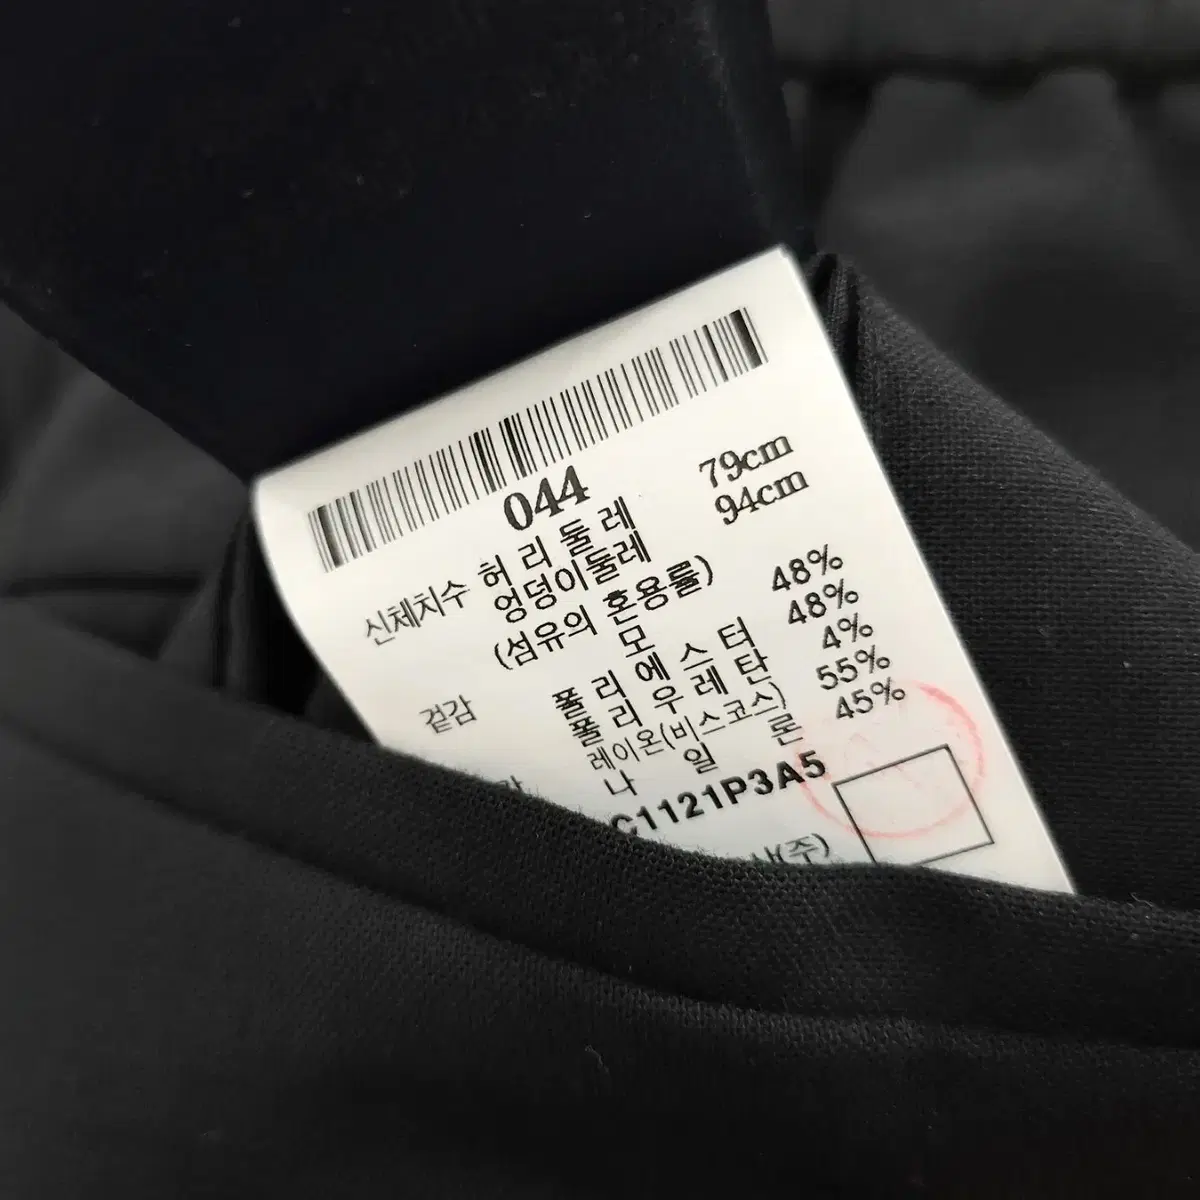 044
신체치수 허리둘레 79cm
엉덩이둘레 94cm
(섬유의 혼용률)
겉감 모 48%
폴리에스터 48%
폴리우레탄 4%
레이온(비스코스) 55%
나일론 45%
C1121P3A5
(주)